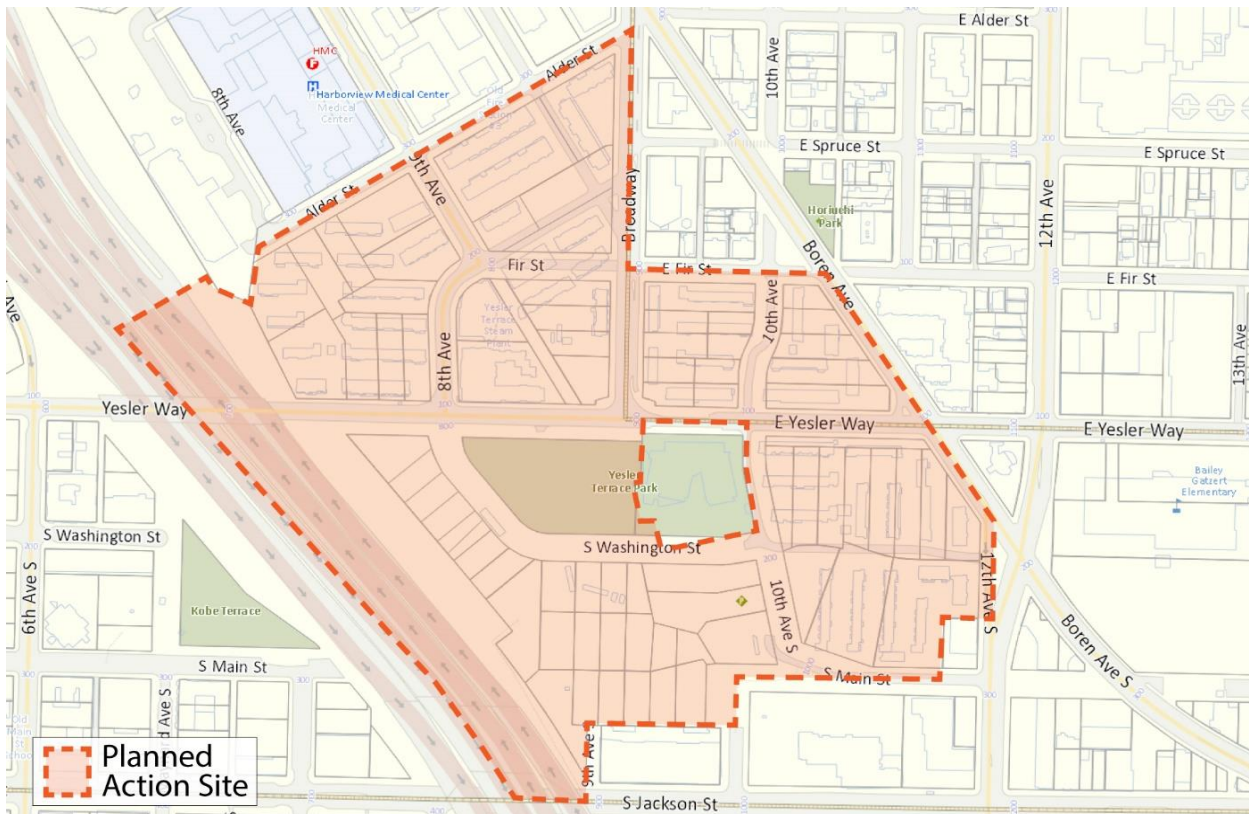 E Alder St
10th Ave
HMC
Alder St
Harborview Medical Center
Medical
Center
8th Ave
E Spruce St
E Spruce St
9th Ave
Broadway
12th Ave
Alder St
Horiuchi
Park
Boren Ave
Fir St
E Fir St
E Fir St
10th Ave
Yesler
Terrace
Steam
Plant
8th Ave
13th Ave
Ave
Yesler Way
E Yesler Way
E Yesler Way
Yesler
Terrace Park
Bailey
Gatzert
Elementary
S Washington St
S Washington St
10th Ave S
12th Ave S
6th Ave S
Kobe Terrace
S Main St
S Main St
Boren Ave S
9th Ave S
S Jackson St
Planned
Action Site